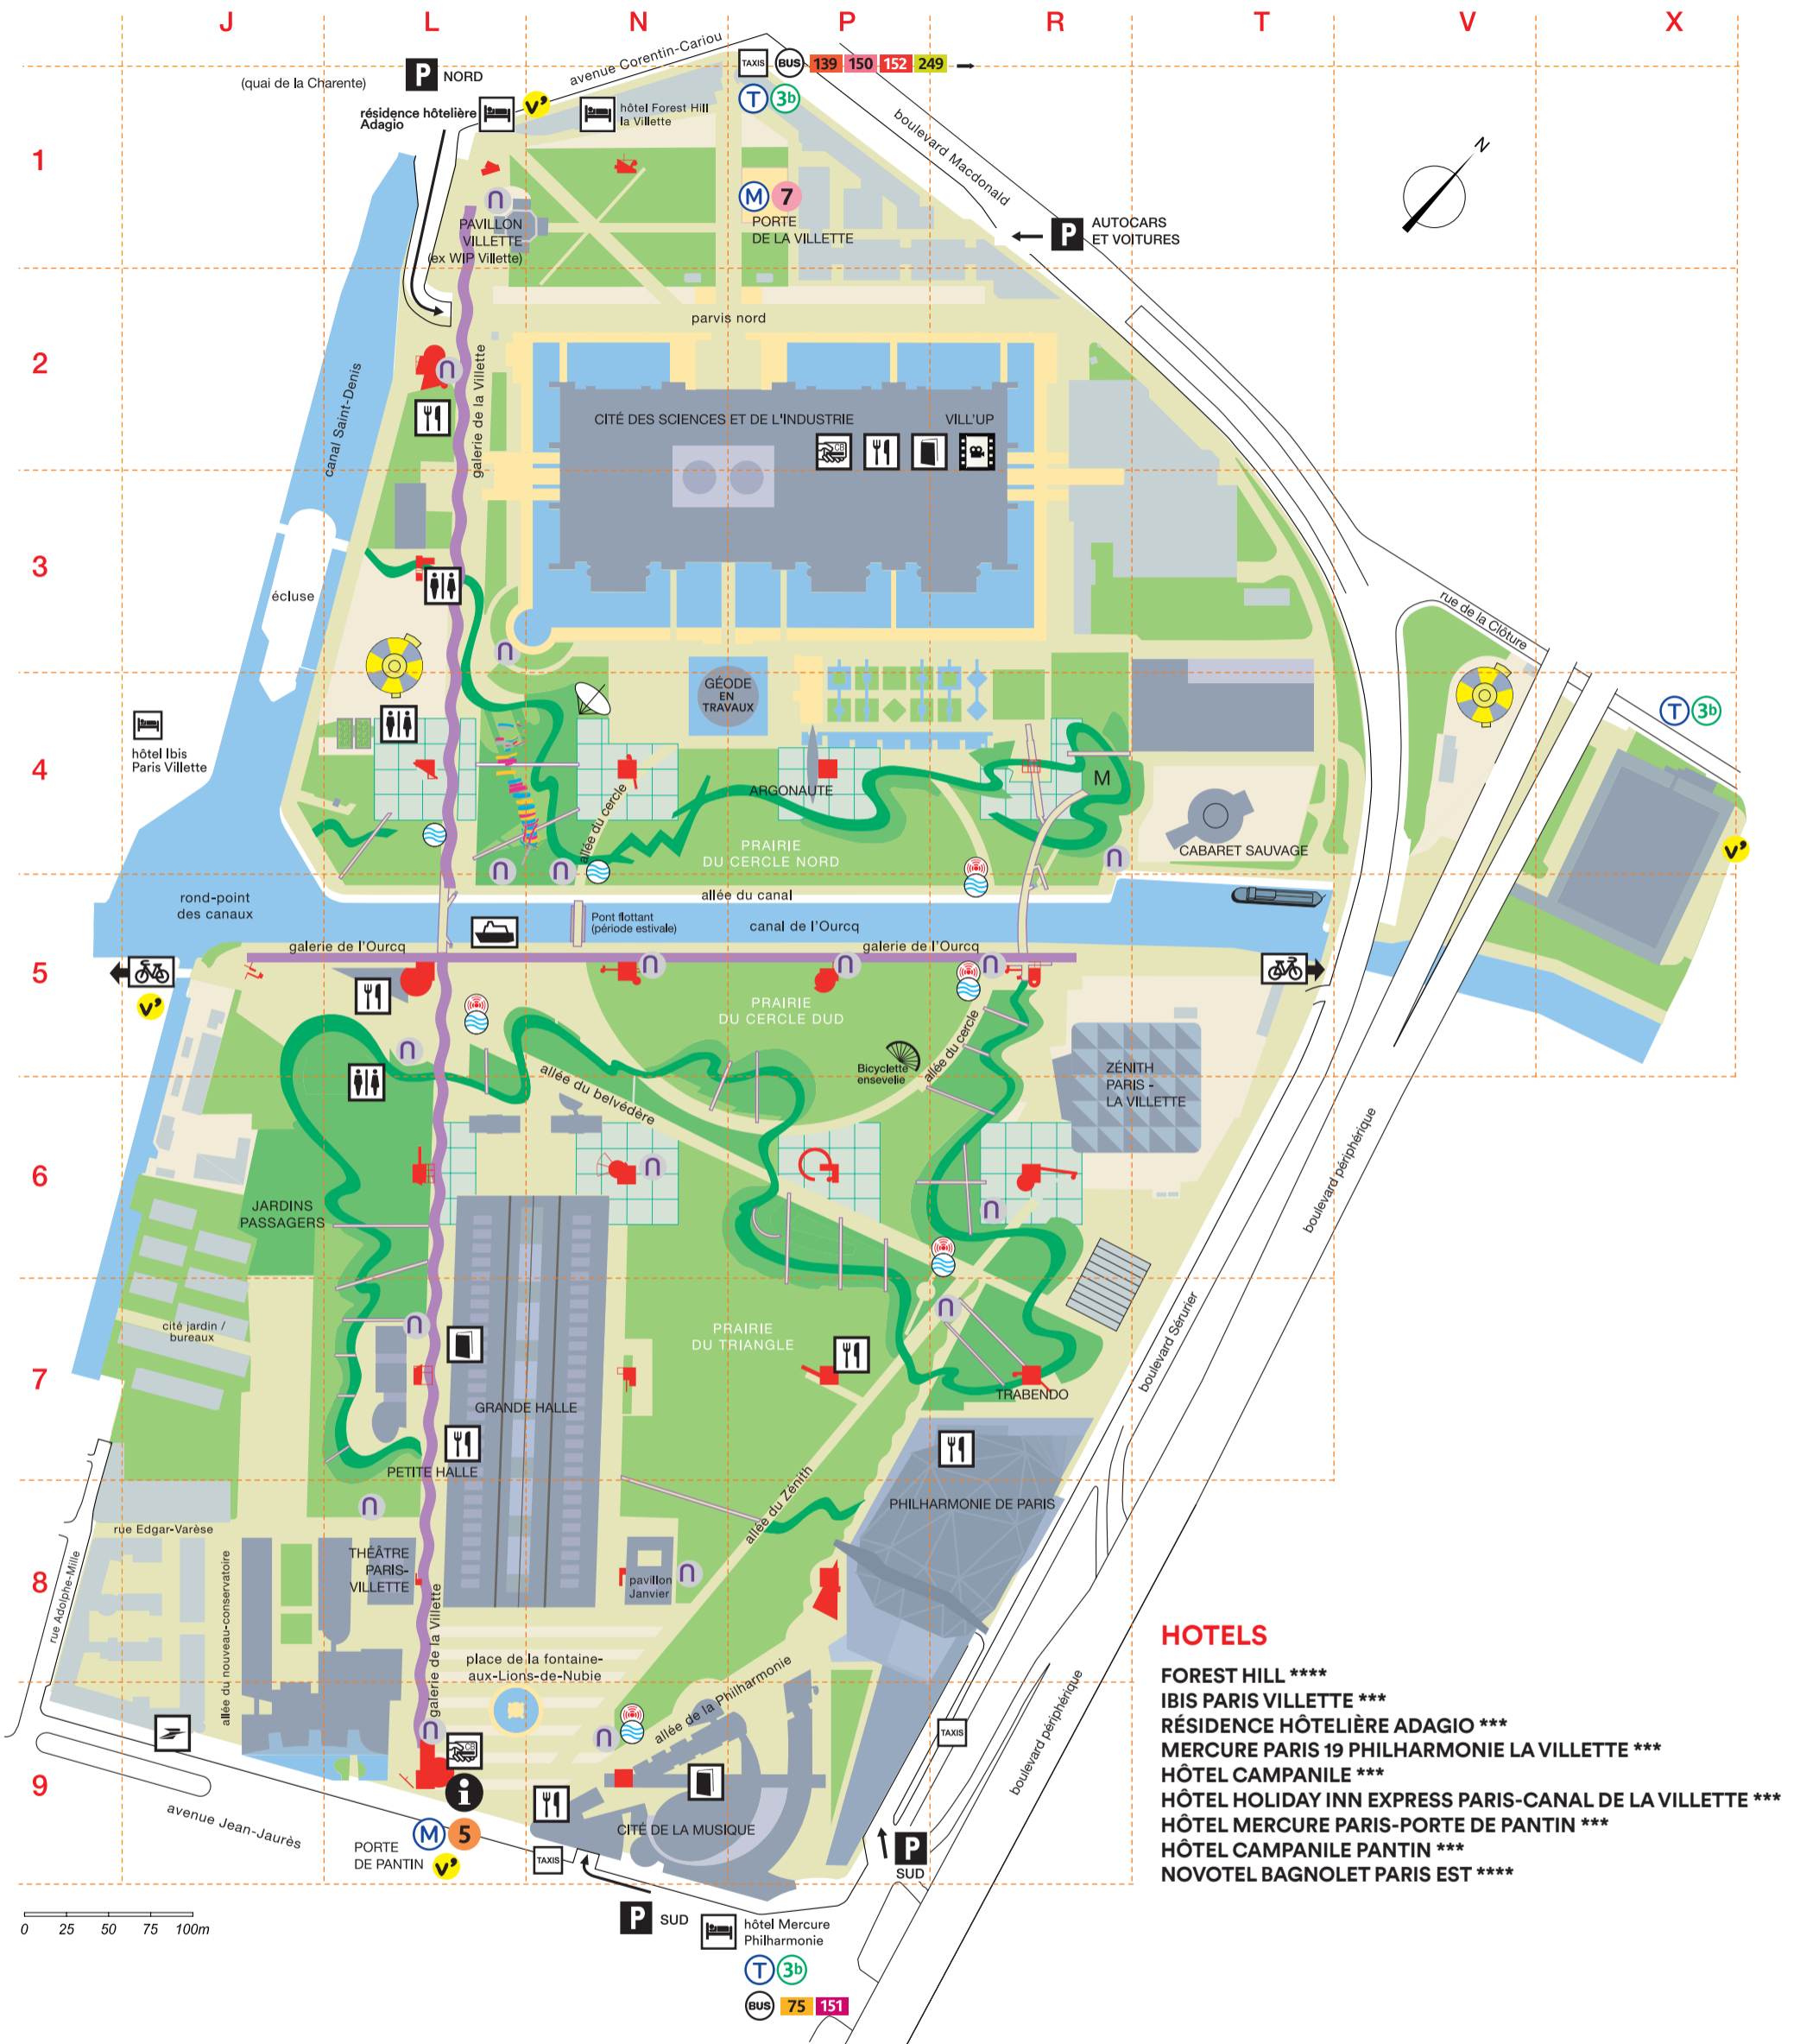 J L N P R T V X
avenue Corentin-Cariou
TAXIS BUS 139 150 152 249
P NORD
(quai de la Charente)
T 3b
résidence hôtelière
Adagio
v'
hôtel Forest Hill
la Villette
boulevard Macdonald
N
1
M 7
PORTE
DE LA VILLETTE
P AUTOCARS
ET VOITURES
PAVILLON
VILLETTE
(ex WIP Villette)
parvis nord
2
canal Saint-Denis
galerie de la Villette
CITÉ DES SCIENCES ET DE L'INDUSTRIE
VILL'UP
CB
3
écluse
rue de la Clôture
GÉODE
EN
TRAVAUX
T 3b
hôtel Ibis
Paris Villette
4
ARGONAUTE
M
allée du cercle
PRAIRIE
DU CERCLE NORD
CABARET SAUVAGE
v'
rond-point
des canaux
allée du canal
Pont flottant
(période estivale)
canal de l'Ourcq
galerie de l'Ourcq
galerie de l'Ourcq
5
v'
PRAIRIE
DU CERCLE DUD
allée du cercle
Bicyclette
ensevelie
ZÉNITH
PARIS -
LA VILLETTE
allée du belvédère
boulevard périphérique
6
JARDINS
PASSAGERS
cité jardin /
bureaux
PRAIRIE
DU TRIANGLE
boulevard Sérurier
7
TRABENDO
GRANDE HALLE
PETITE HALLE
allée du Zénith
PHILHARMONIE DE PARIS
rue Edgar-Varèse
rue Adolphe-Mille
allée du nouveau-conservatoire
THÉÂTRE
PARIS-
VILLETTE
8
pavillon
Janvier
galerie de la Villette
place de la fontaine-
aux-Lions-de-Nubie
allée de la Philharmonie
boulevard périphérique
TAXIS
CB
9
i
avenue Jean-Jaurès
M 5
PORTE
DE PANTIN
v'
CITÉ DE LA MUSIQUE
TAXIS
P
SUD
P SUD
hôtel Mercure
Philharmonie
T 3b
BUS 75 151
0 25 50 75 100m
HOTELS
FOREST HILL ****
IBIS PARIS VILLETTE ***
RÉSIDENCE HÔTELIÈRE ADAGIO ***
MERCURE PARIS 19 PHILHARMONIE LA VILLETTE ***
HÔTEL CAMPANILE ***
HÔTEL HOLIDAY INN EXPRESS PARIS-CANAL DE LA VILLETTE ***
HÔTEL MERCURE PARIS-PORTE DE PANTIN ***
HÔTEL CAMPANILE PANTIN ***
NOVOTEL BAGNOLET PARIS EST ****